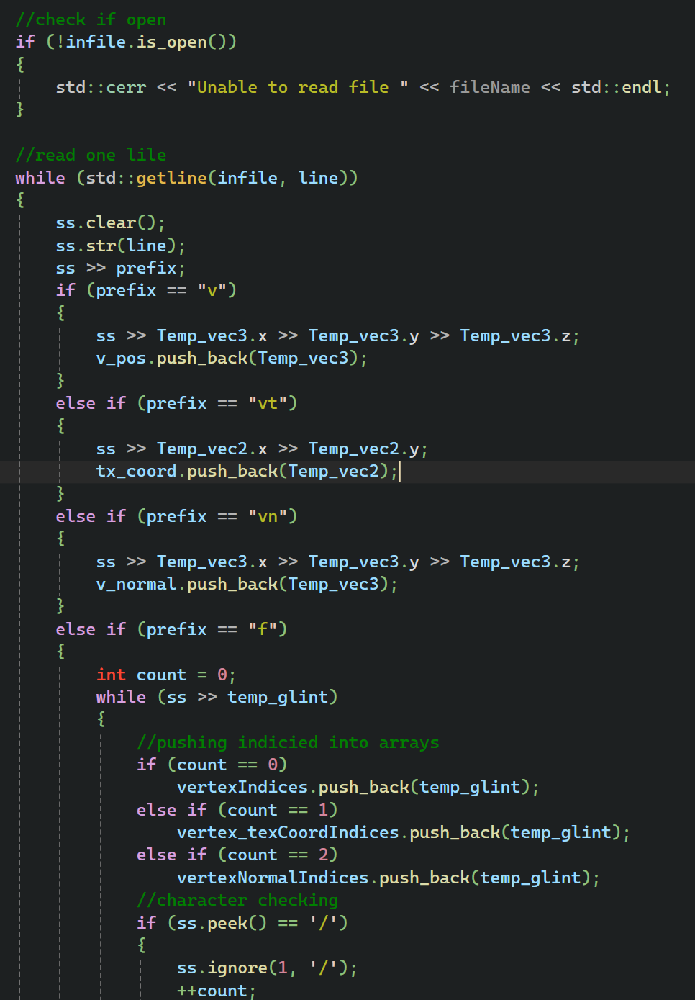 //check if open
if (!infile.is_open())
{
    std::cerr << "Unable to read file " << fileName << std::endl;
}

//read one lile
while (std::getline(infile, line))
{
    ss.clear();
    ss.str(line);
    ss >> prefix;
    if (prefix == "v")
    {
        ss >> Temp_vec3.x >> Temp_vec3.y >> Temp_vec3.z;
        v_pos.push_back(Temp_vec3);
    }
    else if (prefix == "vt")
    {
        ss >> Temp_vec2.x >> Temp_vec2.y;
        tx_coord.push_back(Temp_vec2);
    }
    else if (prefix == "vn")
    {
        ss >> Temp_vec3.x >> Temp_vec3.y >> Temp_vec3.z;
        v_normal.push_back(Temp_vec3);
    }
    else if (prefix == "f")
    {
        int count = 0;
        while (ss >> temp_glint)
        {
            //pushing indicied into arrays
            if (count == 0)
                vertexIndices.push_back(temp_glint);
            else if (count == 1)
                vertex_texCoordIndices.push_back(temp_glint);
            else if (count == 2)
                vertexNormalIndices.push_back(temp_glint);
            //character checking
            if (ss.peek() == '/')
            {
                ss.ignore(1, '/');
                ++count;